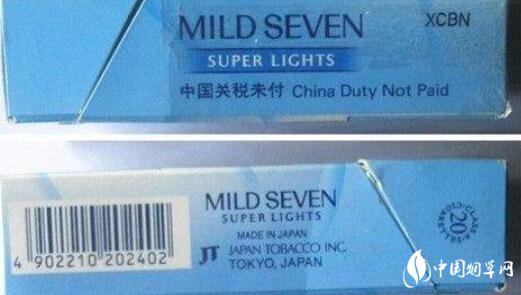 MILD SEVEN
XCBN
SUPER LIGHTS
中国关税未付 China Duty Not Paid
MILD SEVEN
SUPER LIGHTS
MADE IN JAPAN
JT JAPAN TOBACCO INC.
TOKYO, JAPAN
4 902210 202402
20
中国烟草网